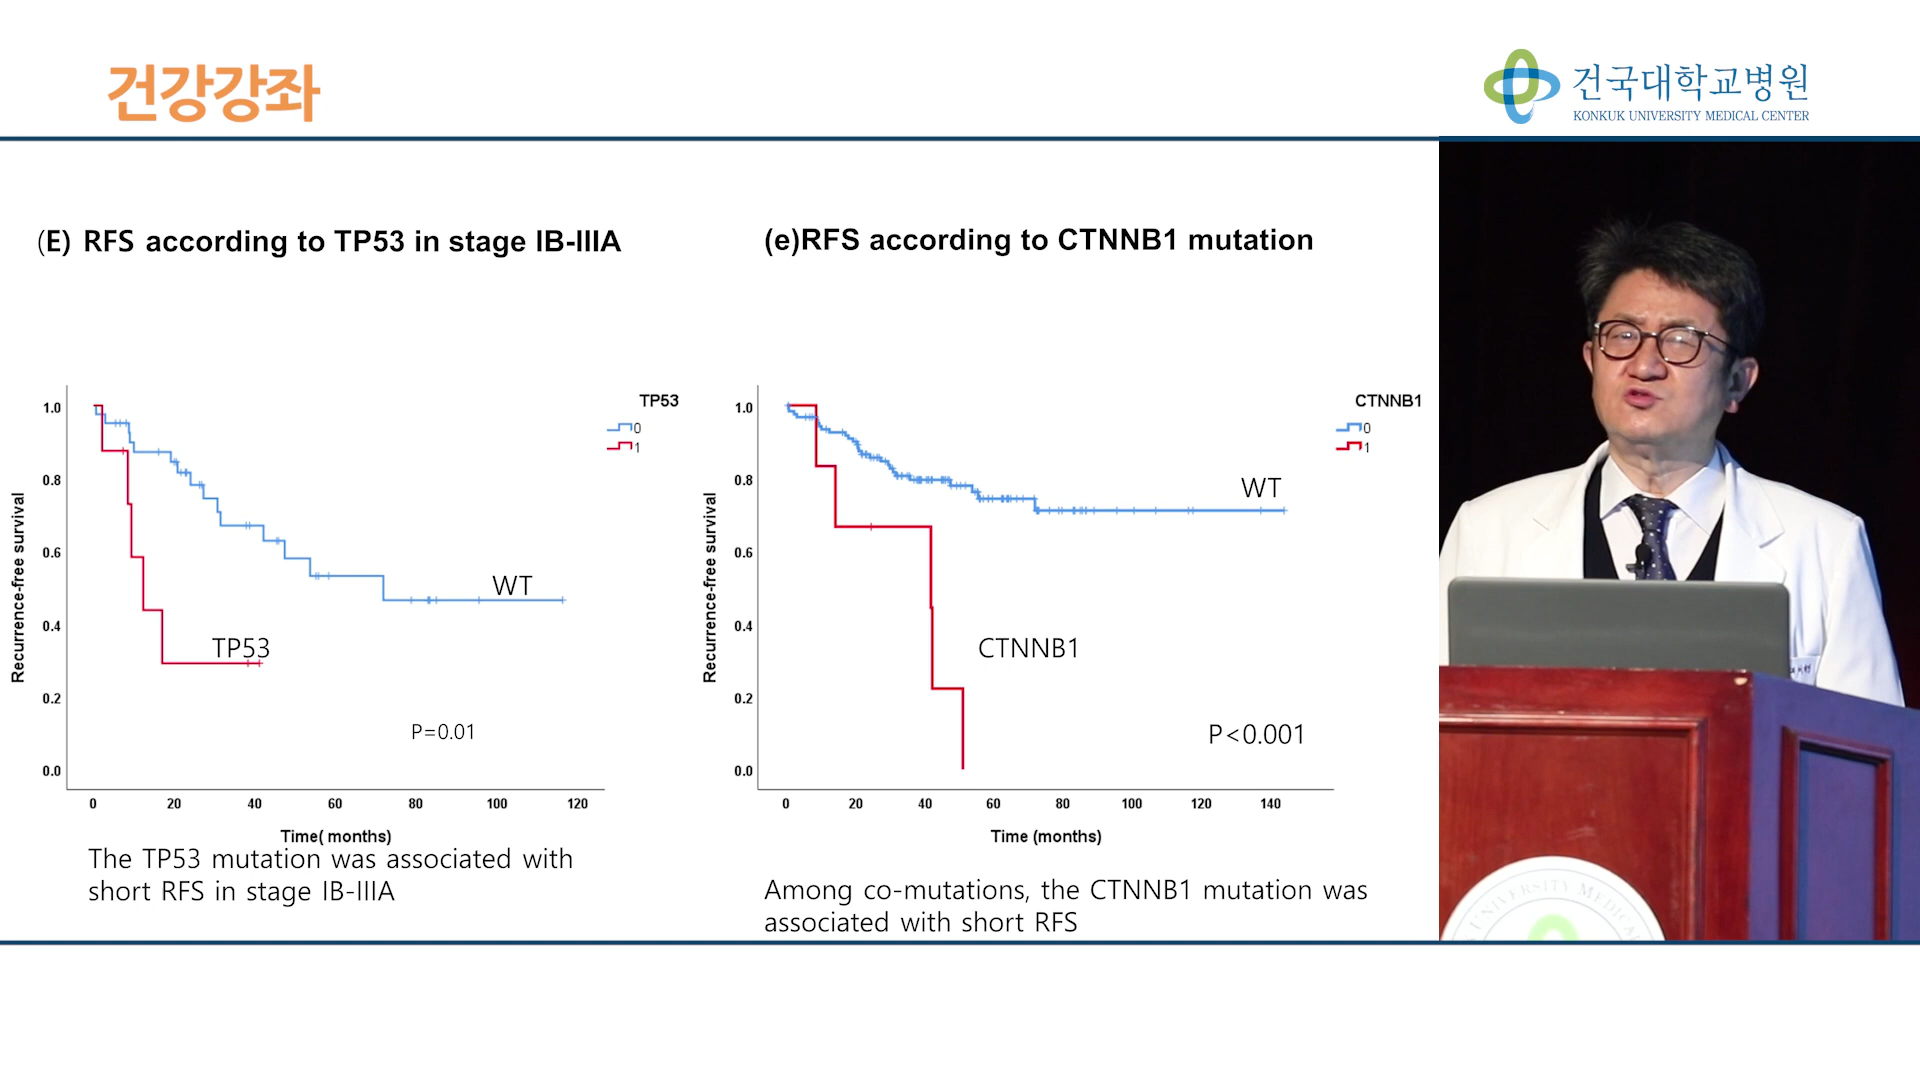 건강강좌
건국대학교병원
KONKUK UNIVERSITY MEDICAL CENTER
(E) RFS according to TP53 in stage IB-IIIA
TP53
0
1
Recurrence-free survival
1.0
0.8
0.6
0.4
0.2
0.0
WT
TP53
P=0.01
0 20 40 60 80 100 120
Time( months)
The TP53 mutation was associated with
short RFS in stage IB-IIIA
(e)RFS according to CTNNB1 mutation
CTNNB1
0
1
Recurrence-free survival
1.0
0.8
0.6
0.4
0.2
0.0
WT
CTNNB1
P<0.001
0 20 40 60 80 100 120 140
Time (months)
Among co-mutations, the CTNNB1 mutation was
associated with short RFS
UNIVERSITY